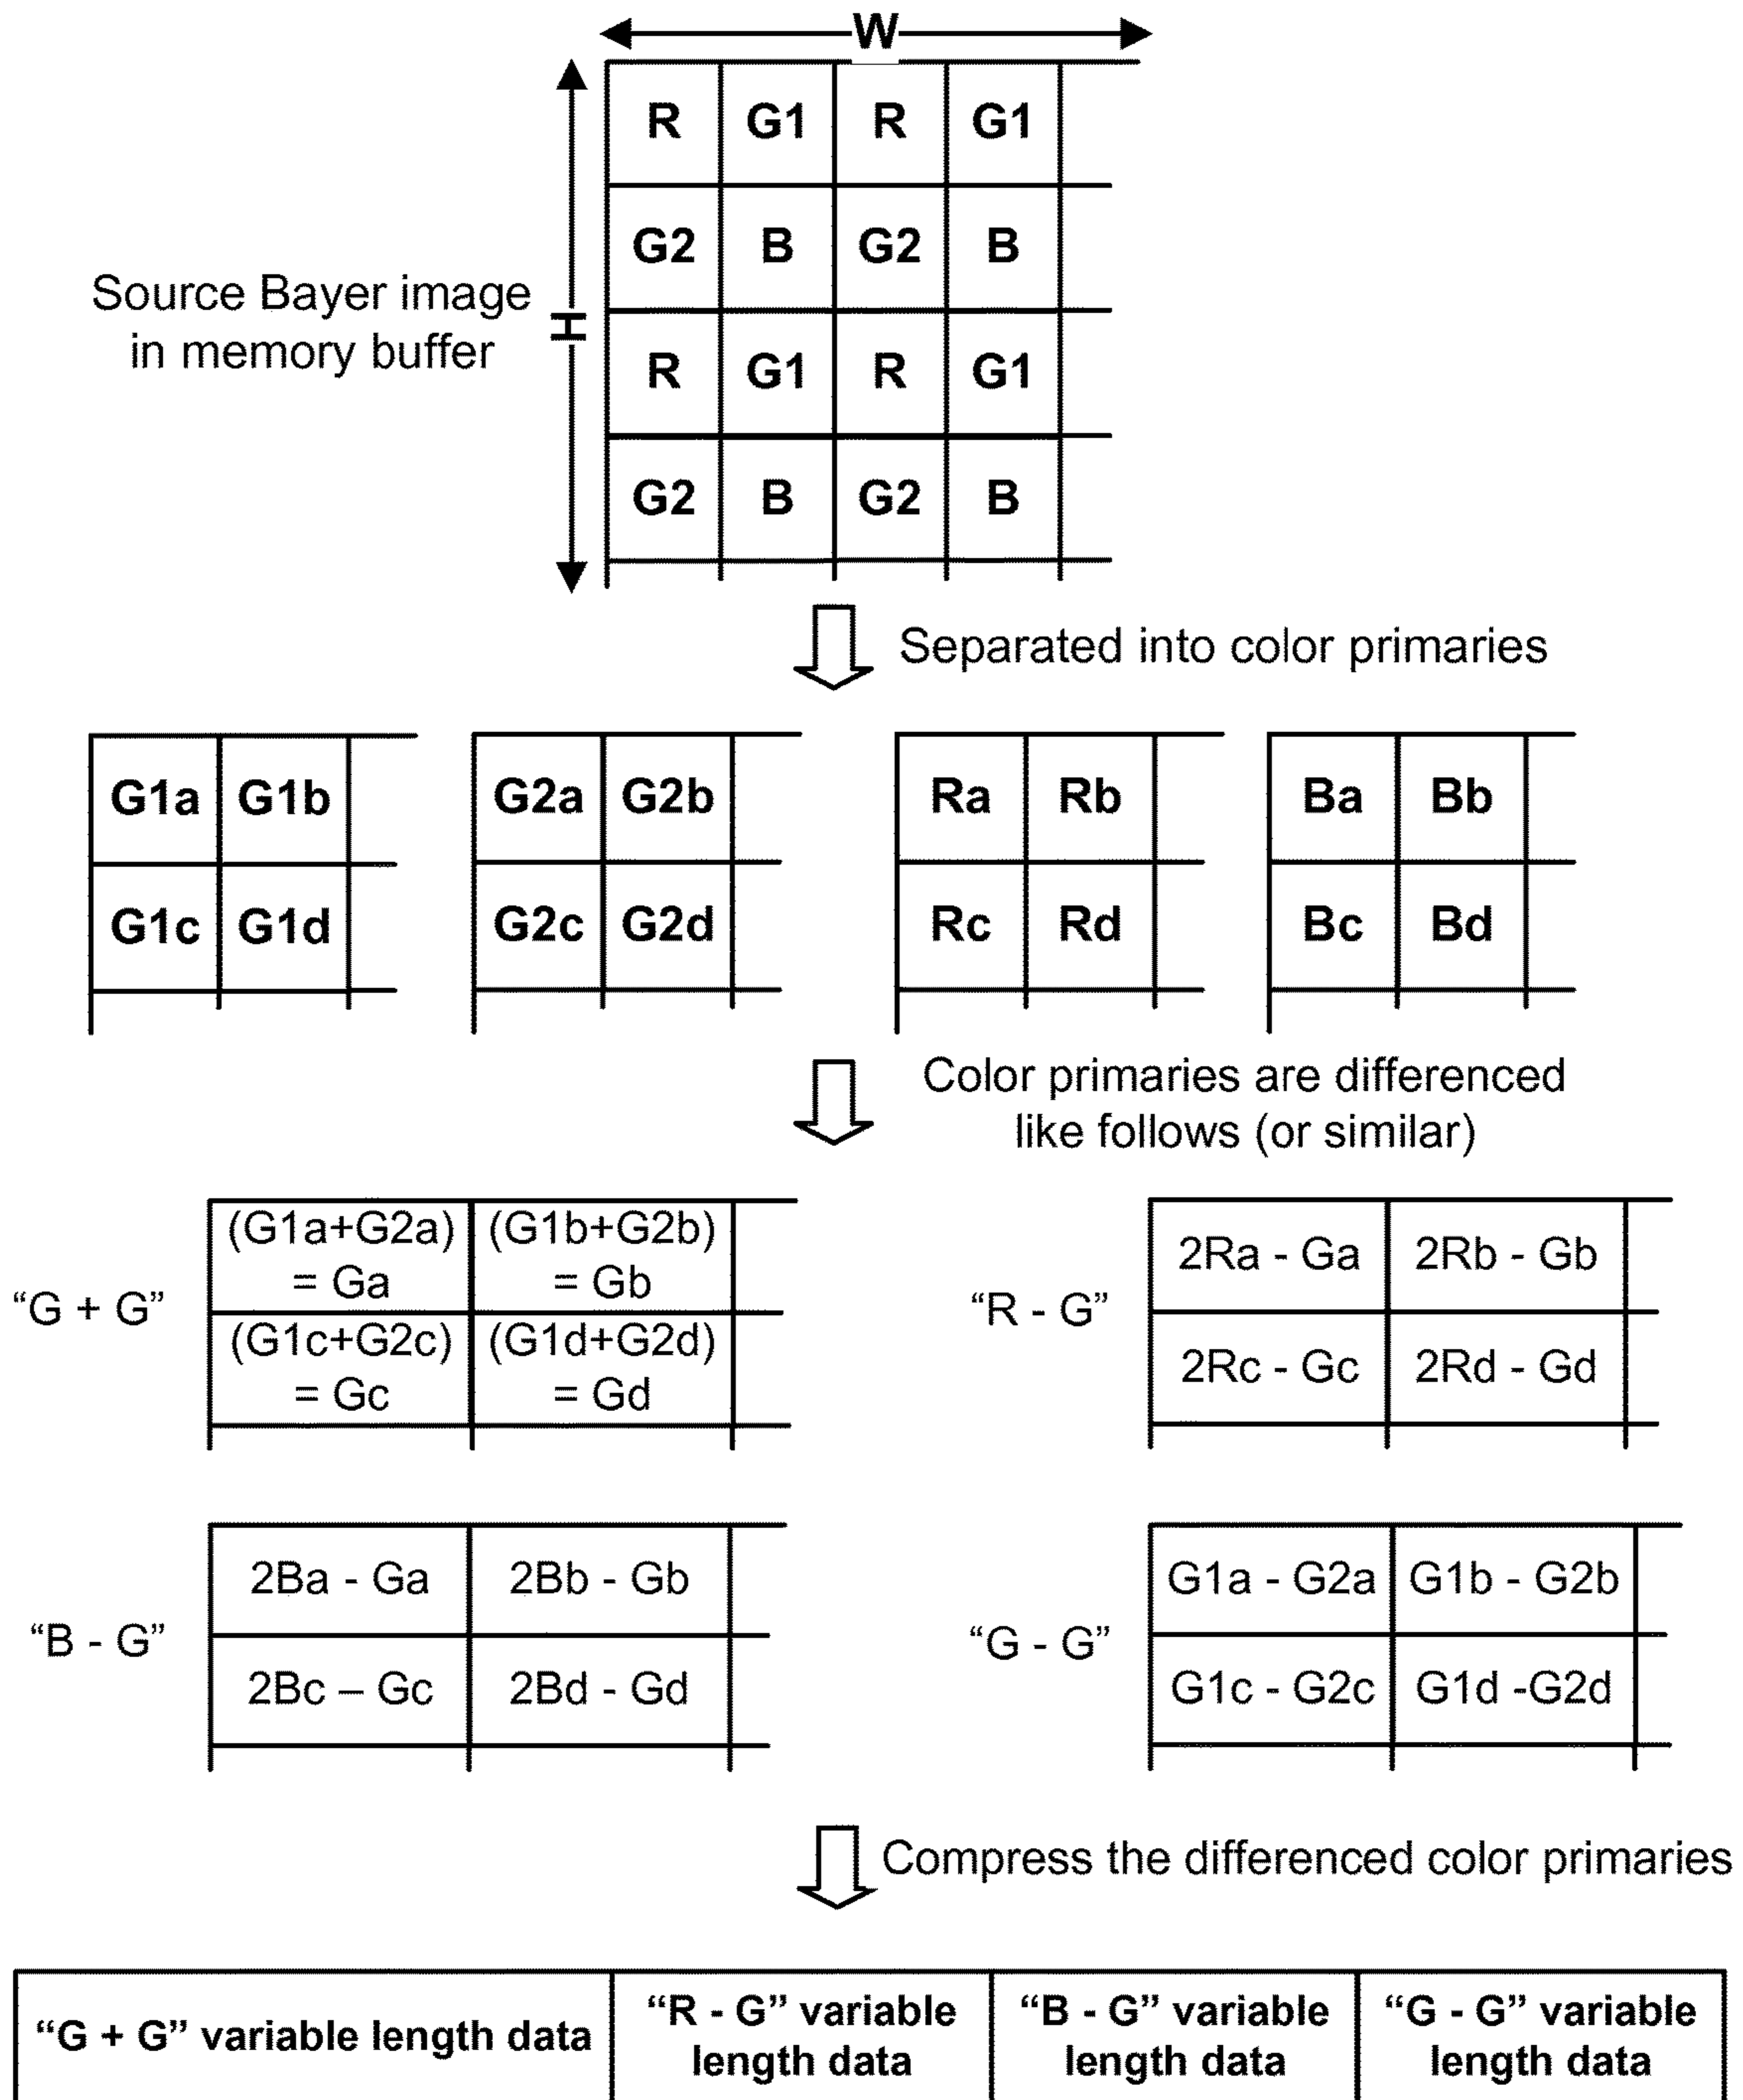 W
R G1 R G1
G2 B G2 B
Source Bayer image
in memory buffer
H
R G1 R G1
G2 B G2 B
Separated into color primaries
G1a G1b G2a G2b Ra Rb Ba Bb
G1c G1d G2c G2d Rc Rd Bc Bd
Color primaries are differenced
like follows (or similar)
“G + G”
(G1a+G2a) (G1b+G2b)
= Ga = Gb
(G1c+G2c) (G1d+G2d)
= Gc = Gd
“R - G”
2Ra - Ga 2Rb - Gb
2Rc - Gc 2Rd - Gd
“B - G”
2Ba - Ga 2Bb - Gb
2Bc – Gc 2Bd - Gd
“G - G”
G1a - G2a G1b - G2b
G1c - G2c G1d -G2d
Compress the differenced color primaries
“G + G” variable length data
“R - G” variable
length data
“B - G” variable
length data
“G - G” variable
length data